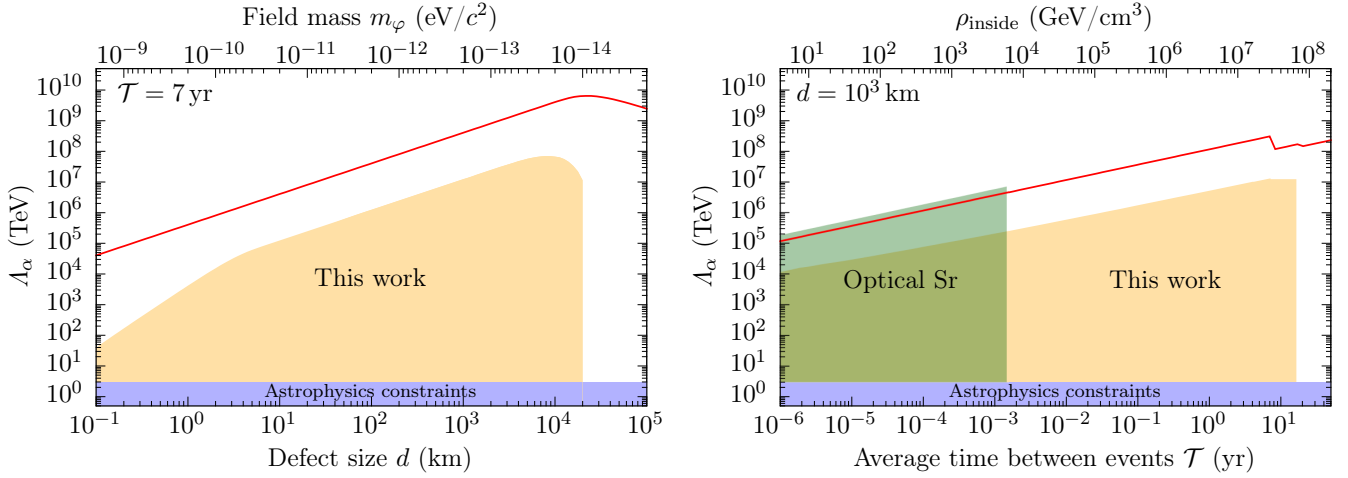 Field mass m_φ (eV/c²)
10⁻⁹ 10⁻¹⁰ 10⁻¹¹ 10⁻¹² 10⁻¹³ 10⁻¹⁴
𝒯 = 7 yr
10¹⁰
10⁹
10⁸
10⁷
10⁶
10⁵
10⁴
10³
10²
10¹
10⁰
Λ_α (TeV)
This work
Astrophysics constraints
10⁻¹ 10⁰ 10¹ 10² 10³ 10⁴ 10⁵
Defect size d (km)
ρ_inside (GeV/cm³)
10¹ 10² 10³ 10⁴ 10⁵ 10⁶ 10⁷ 10⁸
d = 10³ km
10¹⁰
10⁹
10⁸
10⁷
10⁶
10⁵
10⁴
10³
10²
10¹
10⁰
Λ_α (TeV)
Optical Sr This work
Astrophysics constraints
10⁻⁶ 10⁻⁵ 10⁻⁴ 10⁻³ 10⁻² 10⁻¹ 10⁰ 10¹
Average time between events 𝒯 (yr)